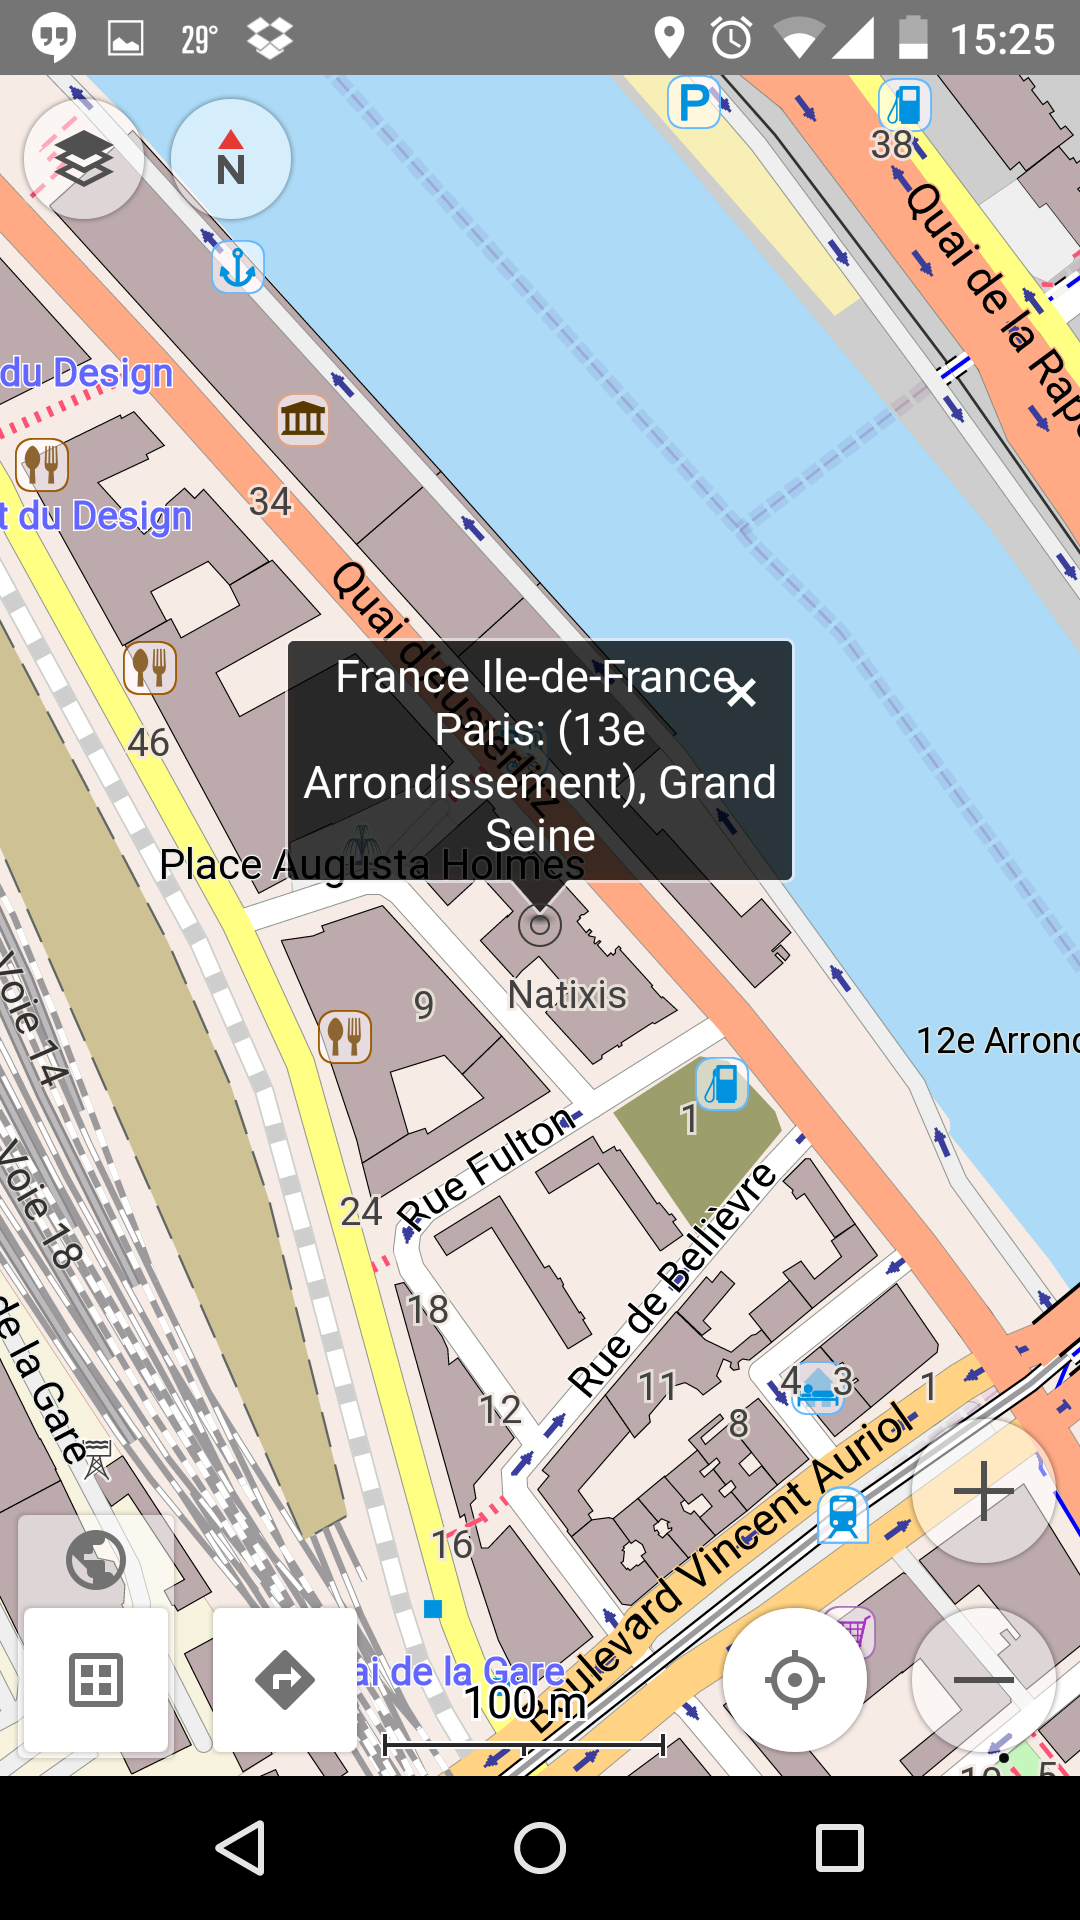 29°
15:25
P
38
N
Quai de la Rapé
du Design
34
t du Design
Quai d'Austerlitz
France Ile-de-France
Paris: (13e
Arrondissement), Grand
Seine
46
Place Augusta Holmes
Voie 14
9
Natixis
12e Arrond
1
Rue Fulton
Voie 18
24
Rue de Bellièvre
18
de la Gare
11
4
3
1
12
8
Boulevard Vincent Auriol
16
ai de la Gare
100 m
5